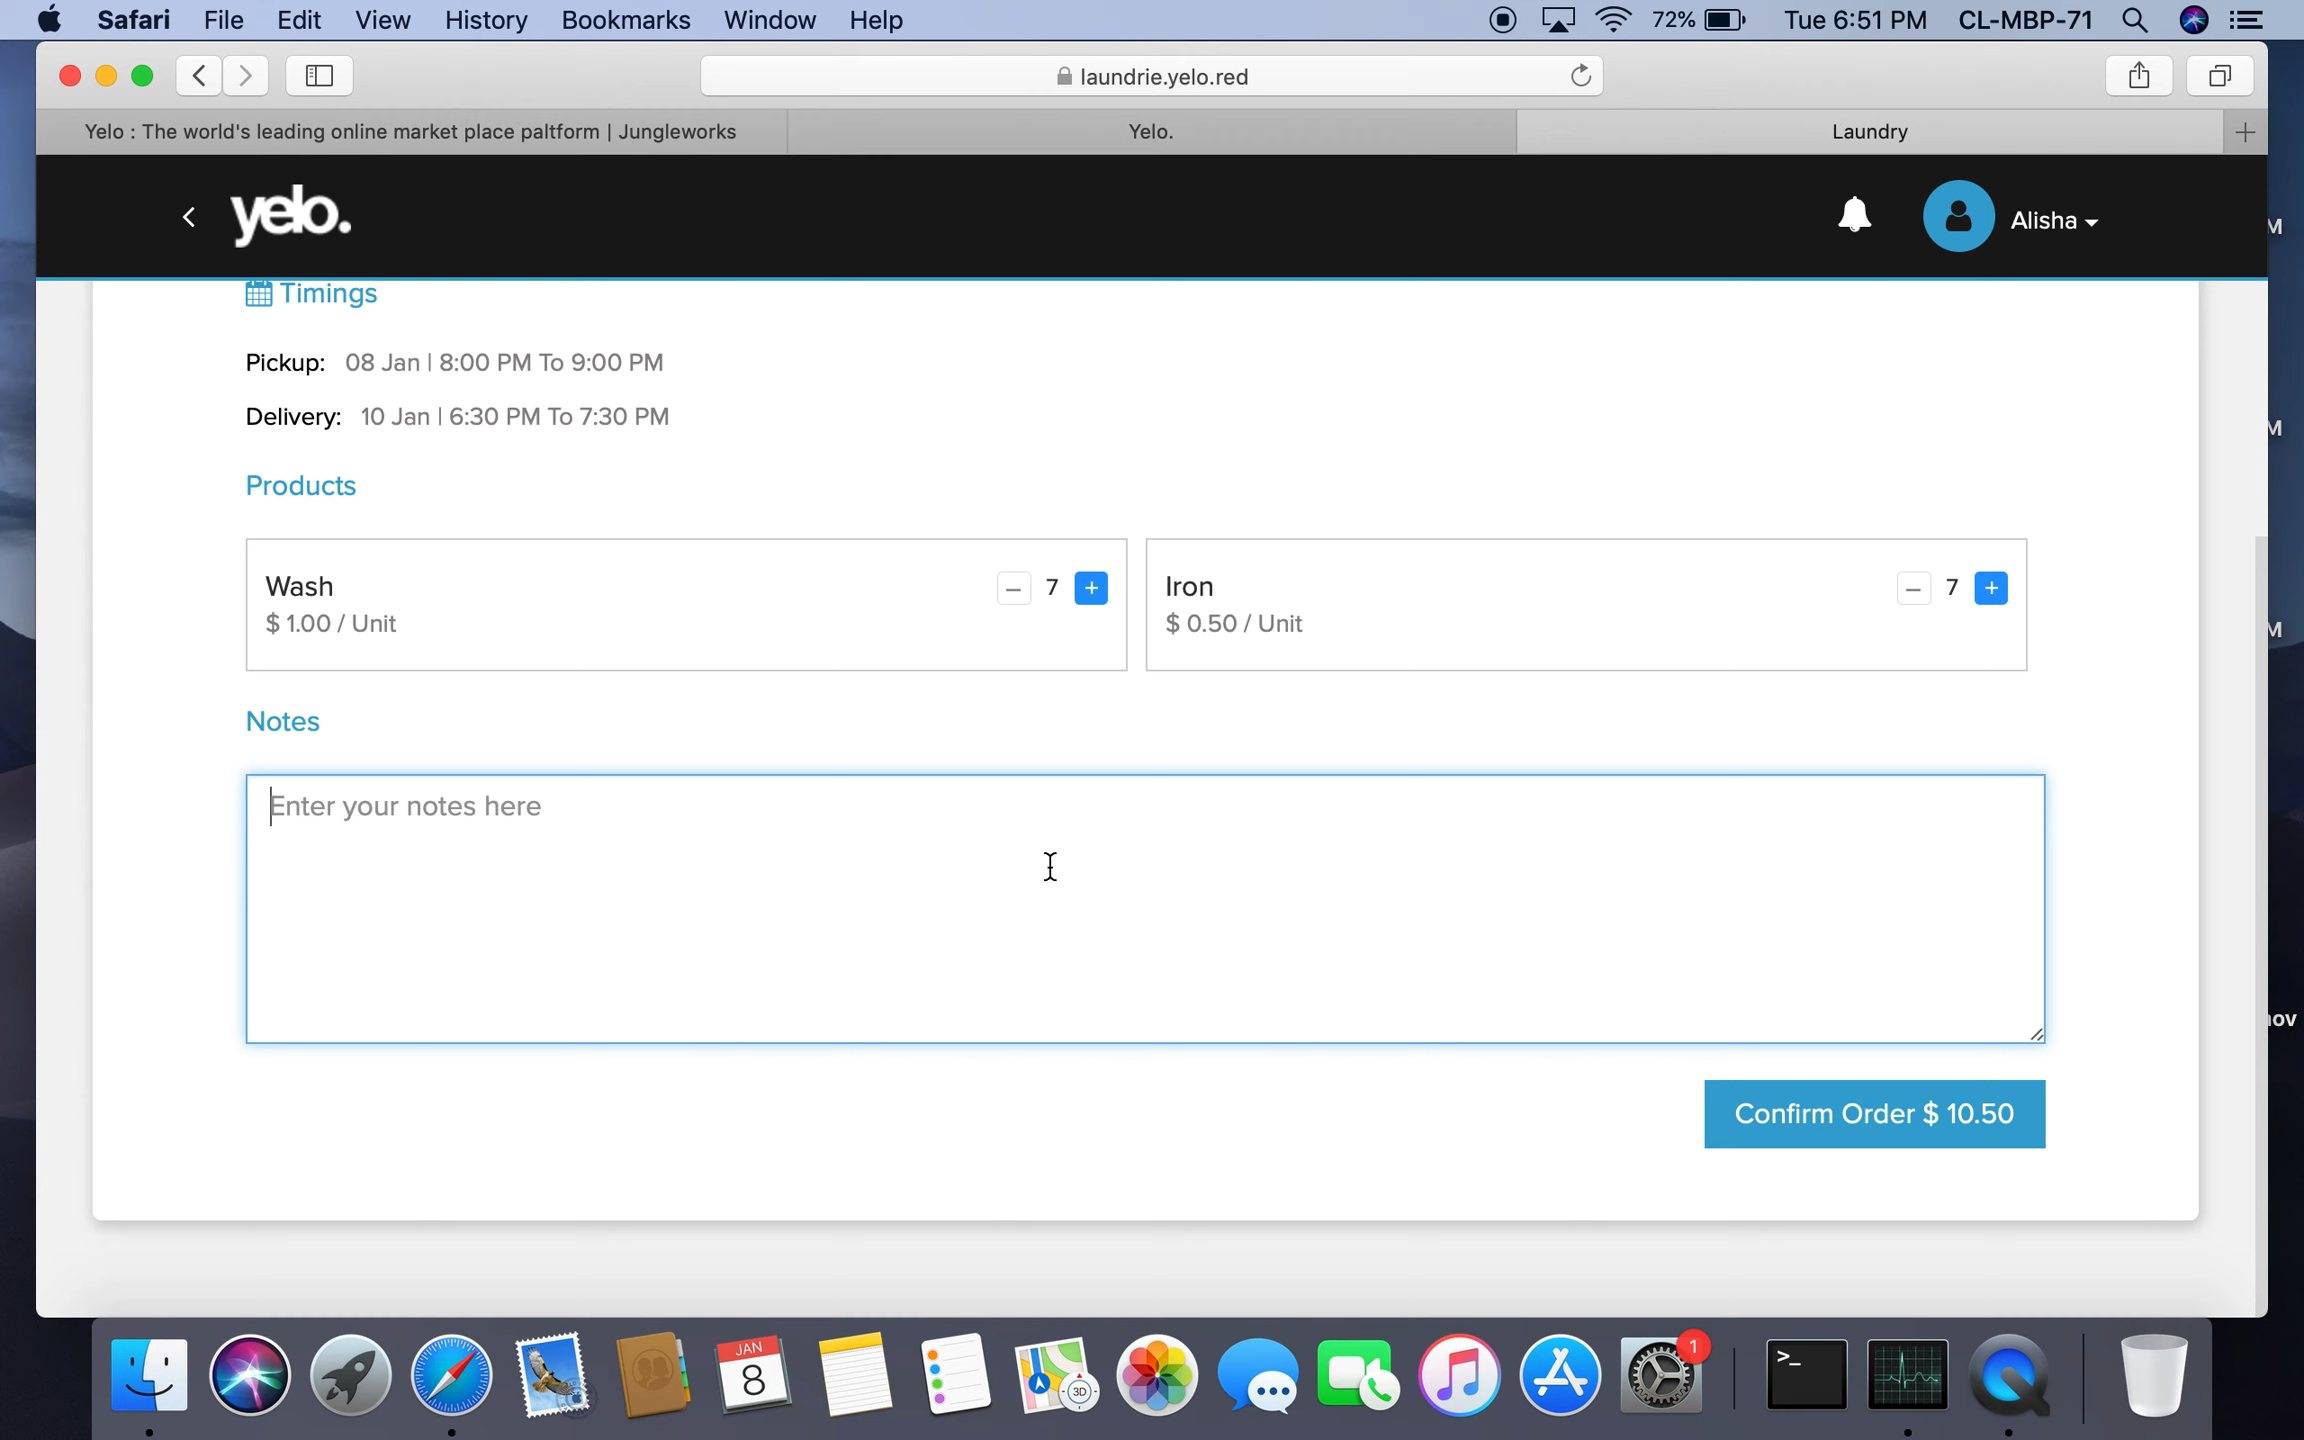 Safari File Edit View History Bookmarks Window Help 72% Tue 6:51 PM CL-MBP-71
laundrie.yelo.red
Yelo : The world's leading online market place paltform | Jungleworks Yelo. Laundry
yelo. Alisha
Timings
Pickup: 08 Jan | 8:00 PM To 9:00 PM
Delivery: 10 Jan | 6:30 PM To 7:30 PM
Products
Wash – 7 + Iron – 7 +
$ 1.00 / Unit $ 0.50 / Unit
Notes
Enter your notes here
Confirm Order $ 10.50
M
M
M
ov
JAN
8
3D
1
>_